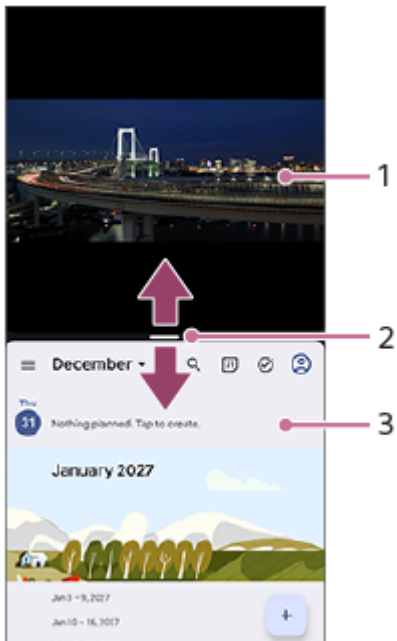 1
2
December
Thu
31
Nothing planned. Tap to create.
3
January 2027
Jan 3 – 9, 2027
Jan 10 – 16, 2027
+